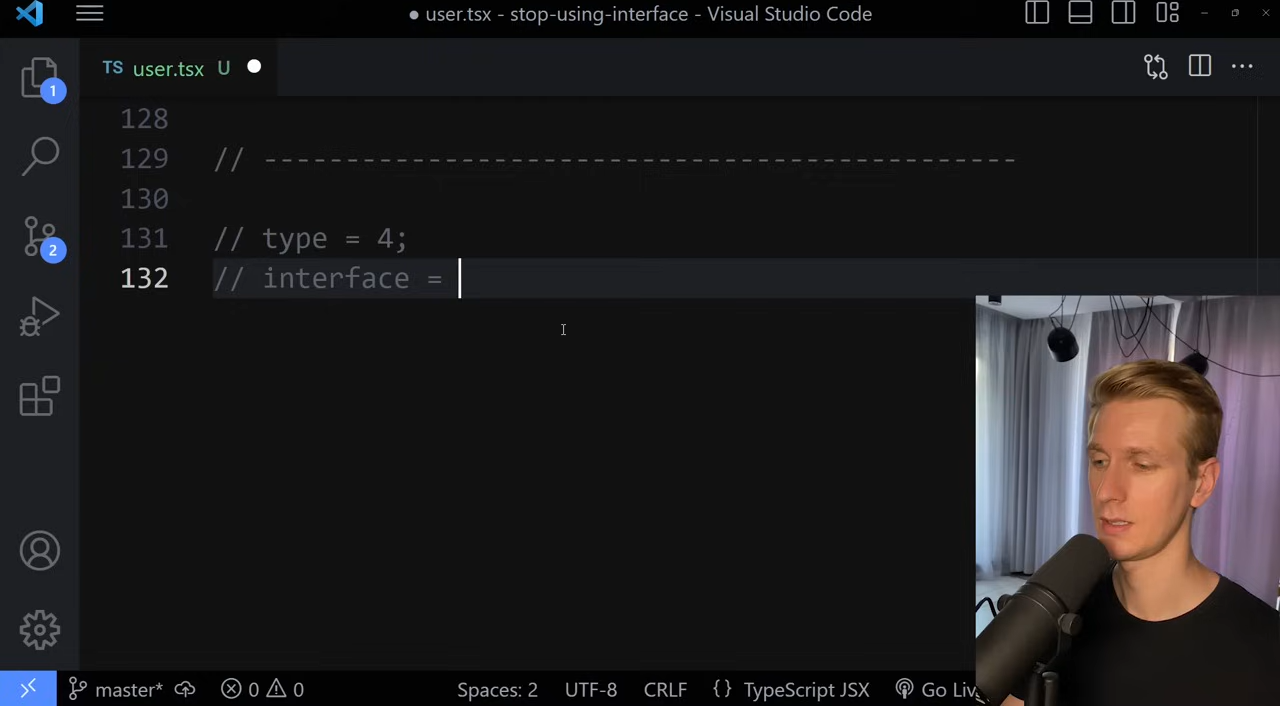 user.tsx - stop-using-interface - Visual Studio Code
TS user.tsx U
1
128
129 // ----------------------------------------------
130
131 // type = 4;
132 // interface =
2
master* 0 0 Spaces: 2 UTF-8 CRLF {} TypeScript JSX Go Liv